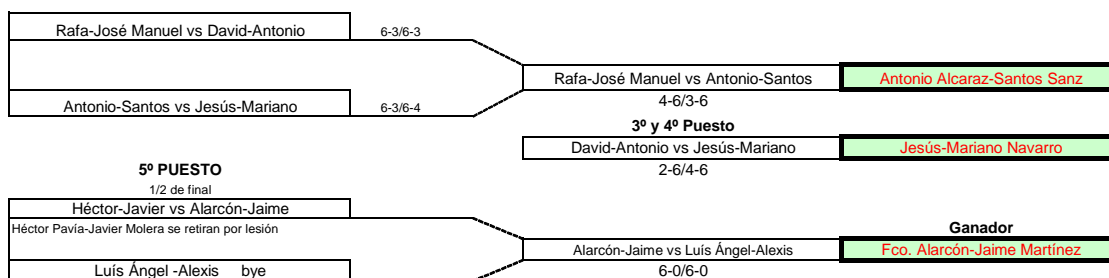 Rafa-José Manuel vs David-Antonio 6-3/6-3
Rafa-José Manuel vs Antonio-Santos Antonio Alcaraz-Santos Sanz
Antonio-Santos vs Jesús-Mariano 6-3/6-4 4-6/3-6
3º y 4º Puesto
David-Antonio vs Jesús-Mariano Jesús-Mariano Navarro
5º PUESTO 2-6/4-6
1/2 de final
Héctor-Javier vs Alarcón-Jaime
Héctor Pavía-Javier Molera se retiran por lesión Ganador
Alarcón-Jaime vs Luís Ángel-Alexis Fco. Alarcón-Jaime Martínez
Luís Ángel -Alexis bye 6-0/6-0